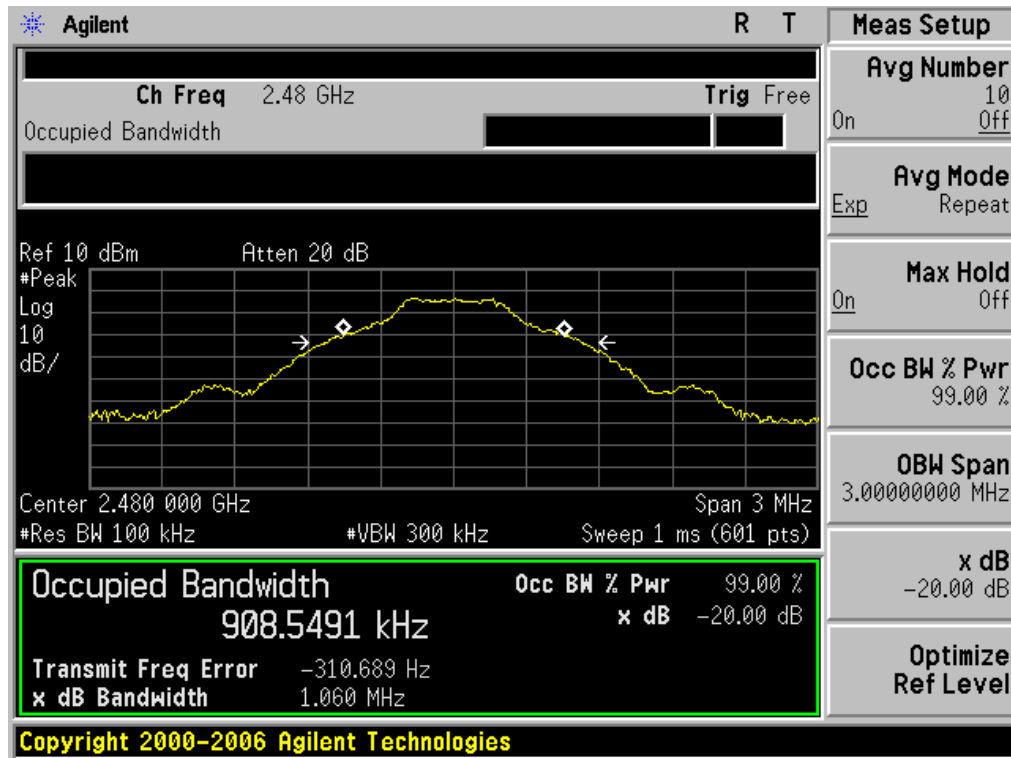 Agilent R T
Ch Freq 2.48 GHz Trig Free
Occupied Bandwidth
Ref 10 dBm Atten 20 dB
#Peak
Log
10
dB/
Center 2.480 000 GHz Span 3 MHz
#Res BW 100 kHz #VBW 300 kHz Sweep 1 ms (601 pts)
Occupied Bandwidth
908.5491 kHz
Occ BW % Pwr 99.00 %
x dB -20.00 dB
Transmit Freq Error -310.689 Hz
x dB Bandwidth 1.060 MHz
Copyright 2000-2006 Agilent Technologies
Meas Setup
Avg Number
10
On Off
Avg Mode
Exp Repeat
Max Hold
On Off
Occ BW % Pwr
99.00 %
OBW Span
3.00000000 MHz
x dB
-20.00 dB
Optimize
Ref Level